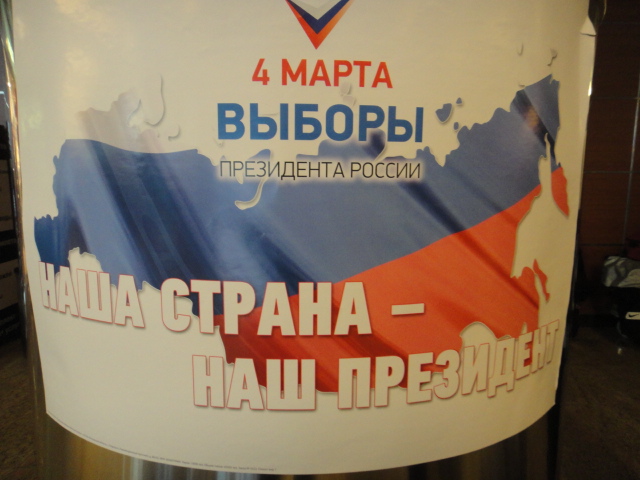 4 МАРТА
ВЫБОРЫ
ПРЕЗИДЕНТА РОССИИ
НАША СТРАНА –
НАШ ПРЕЗИДЕНТ